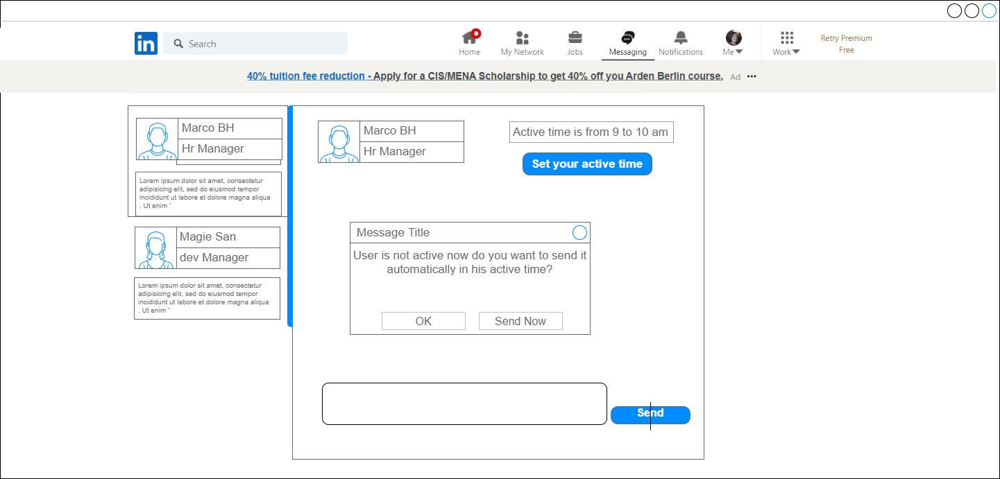 in
Search
Home
My Network
Jobs
Messaging
Notifications
Me
Work
Retry Premium
Free
40% tuition fee reduction - Apply for a CIS/MENA Scholarship to get 40% off you Arden Berlin course. Ad •••
Marco BH
Hr Manager
Lorem ipsum dolor sit amet, consectetur
adipisicing elit, sed do eiusmod tempor
incididunt ut labore et dolore magna aliqua
. Ut enim '
Magie San
dev Manager
Lorem ipsum dolor sit amet, consectetur
adipisicing elit, sed do eiusmod tempor
incididunt ut labore et dolore magna aliqua
. Ut enim '
Marco BH
Hr Manager
Active time is from 9 to 10 am
Set your active time
Message Title
User is not active now do you want to send it
automatically in his active time?
OK
Send Now
Send